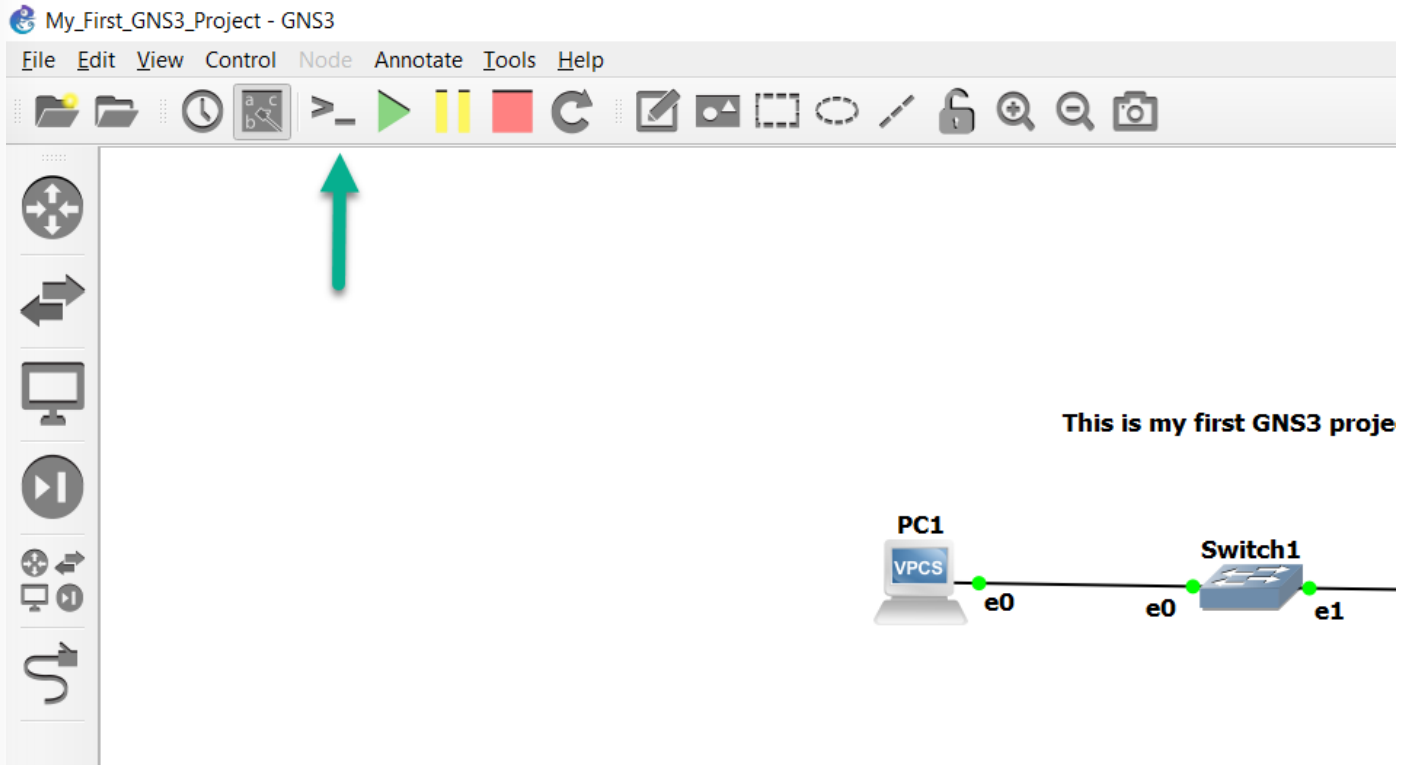 My_First_GNS3_Project - GNS3
File Edit View Control Node Annotate Tools Help
a c
b
This is my first GNS3 proje
PC1
VPCS
e0
Switch1
e0
e1